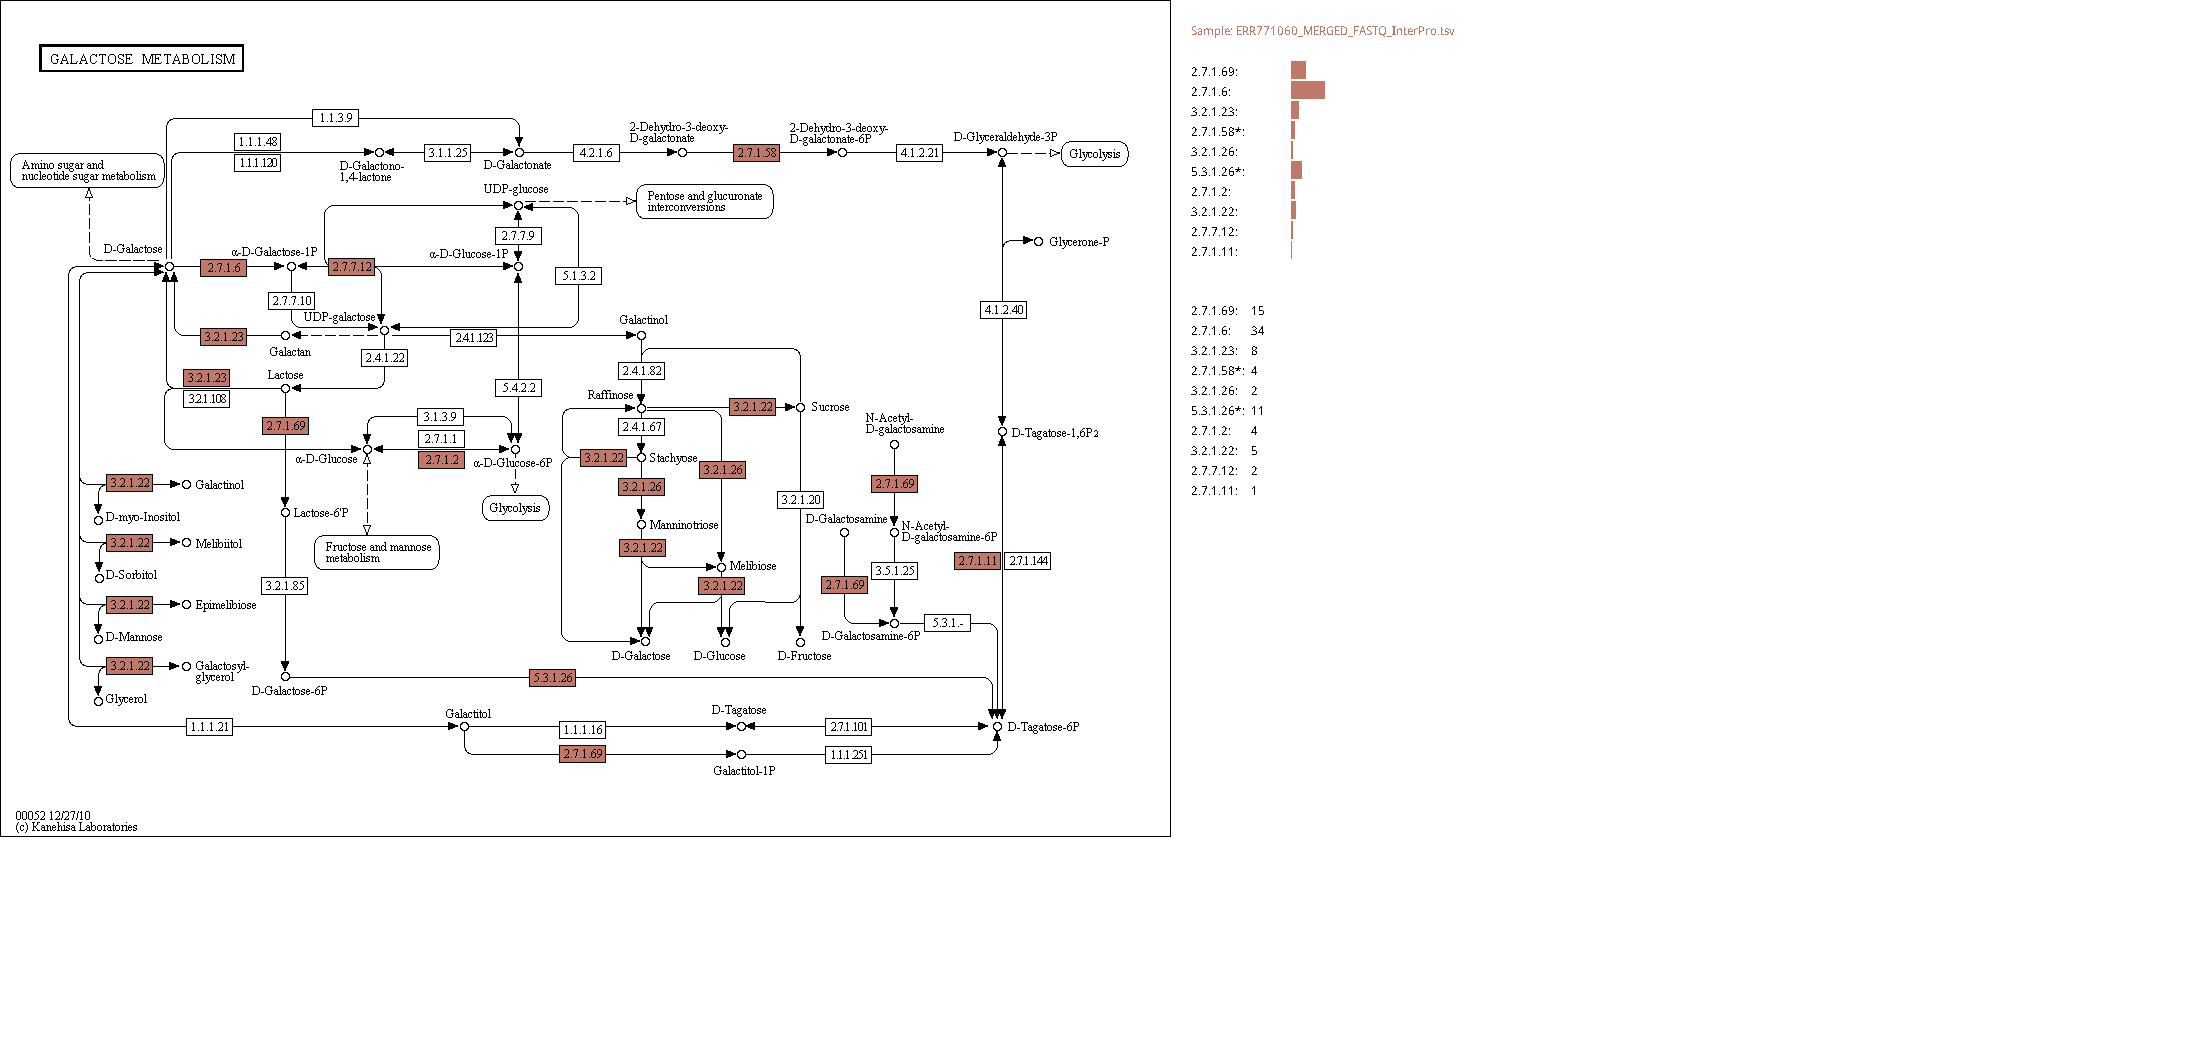 GALACTOSE METABOLISM
Sample: ERR771060_MERGED_FASTQ_InterPro.tsv
1.1.3.9
1.1.1.48
1.1.1.120
D-Galactono-
1,4-lactone
3.1.1.25
D-Galactonate
4.2.1.6
2-Dehydro-3-deoxy-
D-galactonate
2.7.1.58
2-Dehydro-3-deoxy-
D-galactonate-6P
4.1.2.21
D-Glyceraldehyde-3P
Glycolysis
Amino sugar and
nucleotide sugar metabolism
UDP-glucose
Pentose and glucuronate
interconversions
2.7.7.9
D-Galactose
2.7.1.6
α-D-Galactose-1P
2.7.7.12
α-D-Glucose-1P
5.1.3.2
Glycerone-P
2.7.7.10
UDP-galactose
4.1.2.40
3.2.1.23
Galactan
2.4.1.123
Galactinol
2.4.1.22
3.2.1.23
3.2.1.108
Lactose
5.4.2.2
2.4.1.82
Raffinose
3.2.1.22
Sucrose
2.7.1.69
3.1.3.9
2.7.1.1
2.7.1.2
α-D-Glucose
α-D-Glucose-6P
2.4.1.67
N-Acetyl-
D-galactosamine
D-Tagatose-1,6P2
3.2.1.22
Stachyose
3.2.1.26
3.2.1.26
2.7.1.69
3.2.1.22
Galactinol
D-myo-Inositol
Lactose-6'P
Glycolysis
3.2.1.20
Manninotriose
D-Galactosamine
N-Acetyl-
D-galactosamine-6P
3.2.1.22
Melibiitol
D-Sorbitol
Fructose and mannose
metabolism
3.2.1.22
Melibiose
3.2.1.22
2.7.1.69
3.5.1.25
2.7.1.11
2.7.1.144
3.2.1.85
3.2.1.22
Epimelibiose
D-Mannose
D-Galactose
D-Glucose
D-Fructose
D-Galactosamine-6P
5.3.1.-
3.2.1.22
Galactosyl-
glycerol
Glycerol
D-Galactose-6P
5.3.1.26
1.1.1.21
Galactitol
1.1.1.16
D-Tagatose
2.7.1.101
D-Tagatose-6P
2.7.1.69
Galactitol-1P
1.1.1.251
00052 12/27/10
(c) Kanehisa Laboratories
2.7.1.69:
2.7.1.6:
3.2.1.23:
2.7.1.58*:
3.2.1.26:
5.3.1.26*:
2.7.1.2:
3.2.1.22:
2.7.7.12:
2.7.1.11:
2.7.1.69: 15
2.7.1.6: 34
3.2.1.23: 8
2.7.1.58*: 4
3.2.1.26: 2
5.3.1.26*: 11
2.7.1.2: 4
3.2.1.22: 5
2.7.7.12: 2
2.7.1.11: 1